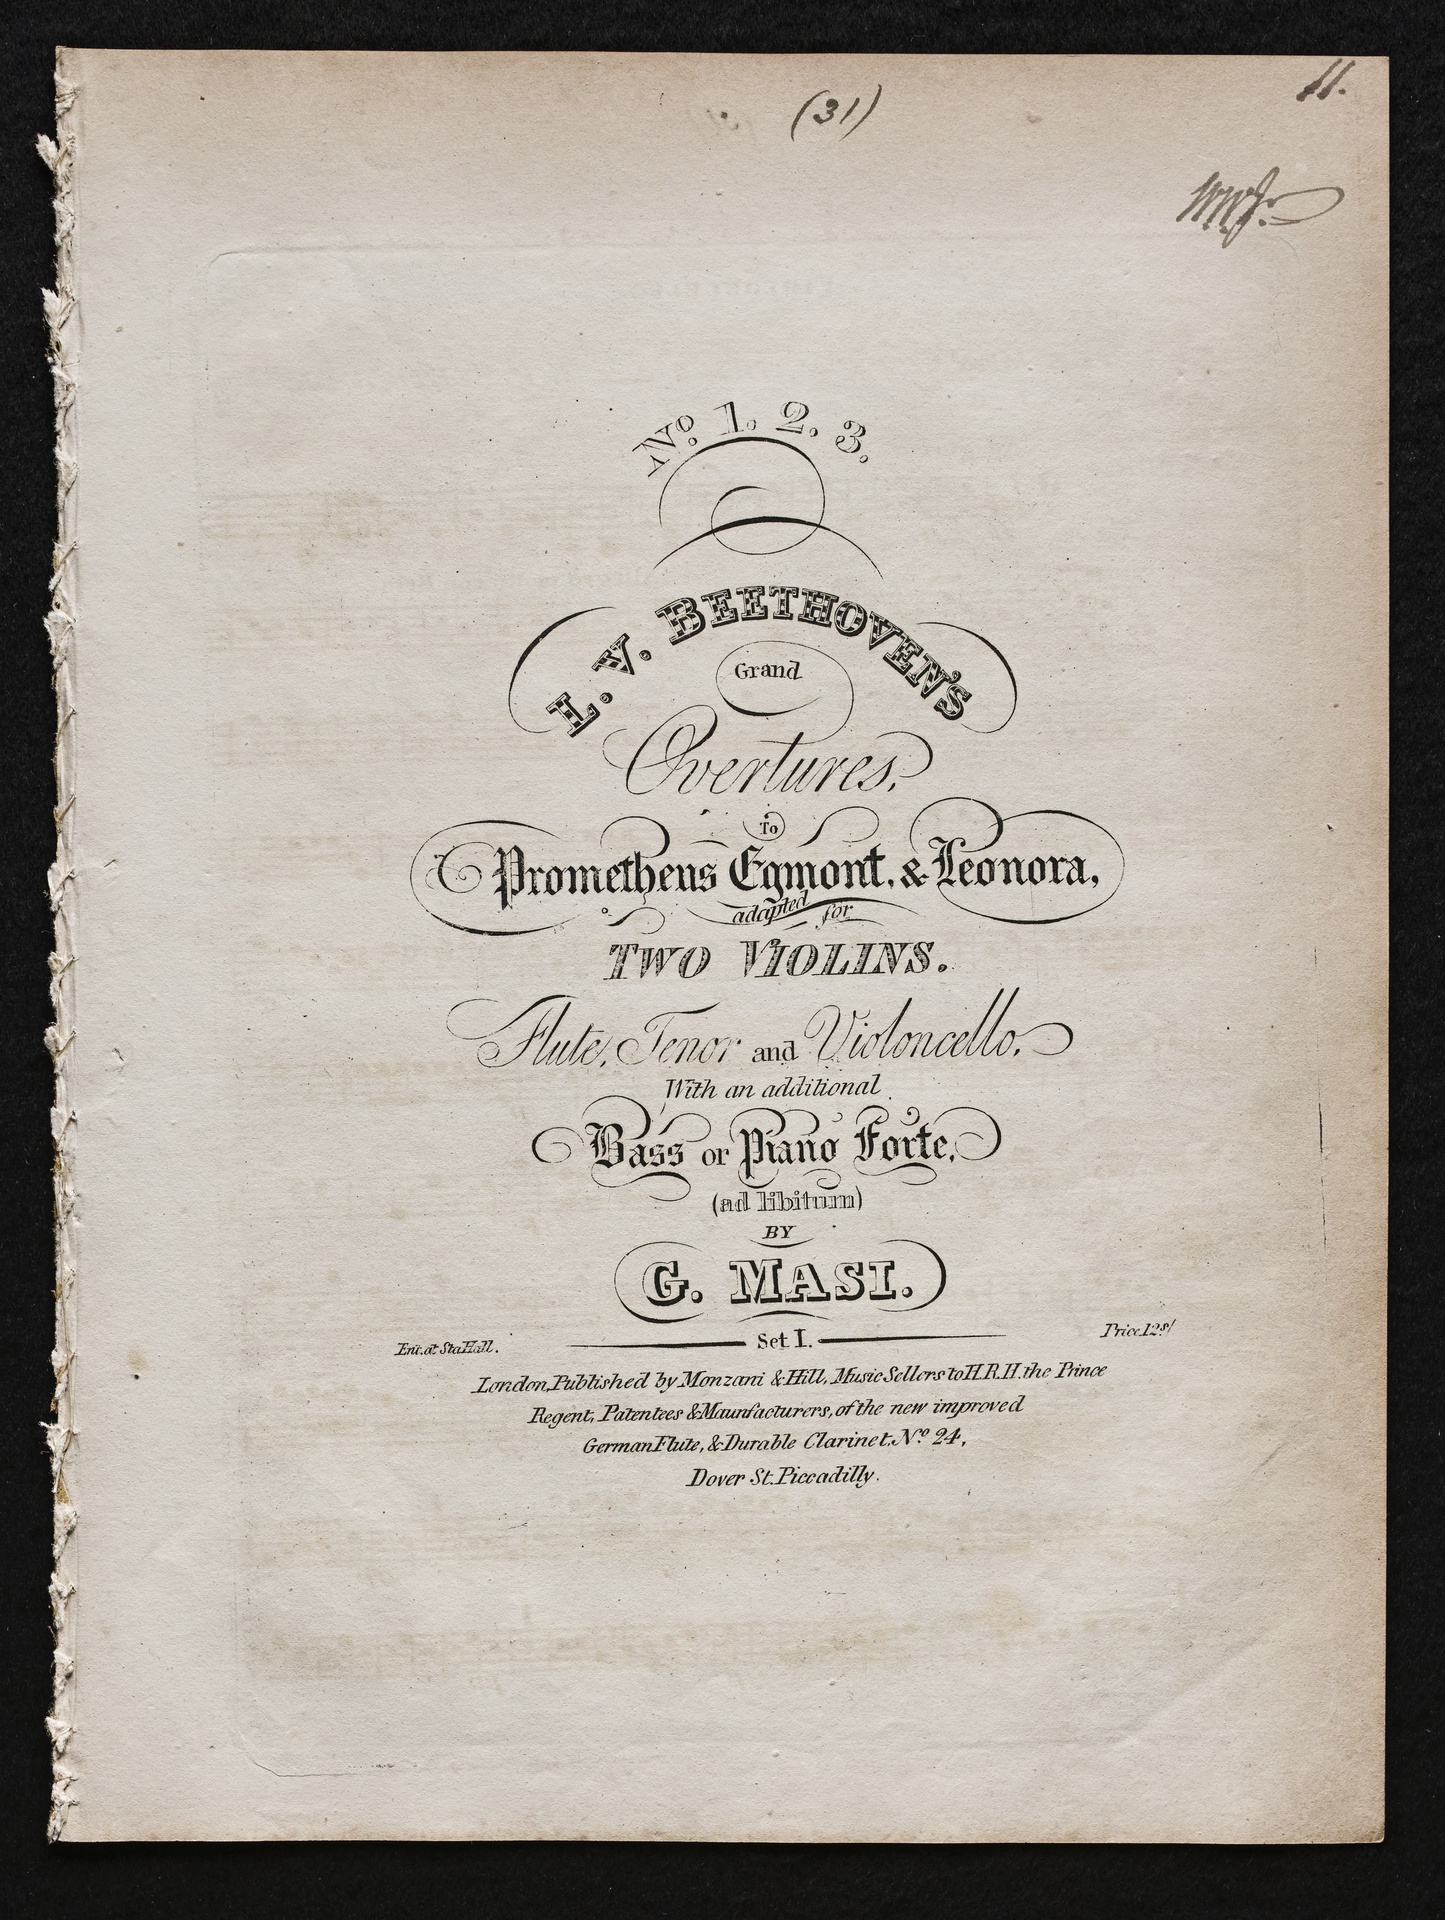 (31)
11.
No. 1. 2. 3.
L. V. BEETHOVEN'S
Grand
Overtures,
To
Prometheus Egmont, & Leonora,
adapted for
TWO VIOLINS.
Flute, Tenor and Violoncello,
With an additional
Bass or Piano Forte,
(ad libitum)
BY
G. MASI.
Set I.
Ent. at Sta Hall.
Price 12s/
London, Published by Monzani & Hill, Music Sellers to H.R.H. the Prince
Regent, Patentees & Maunfacturers, of the new improved
German Flute, & Durable Clarinet, No. 24,
Dover St. Piccadilly.